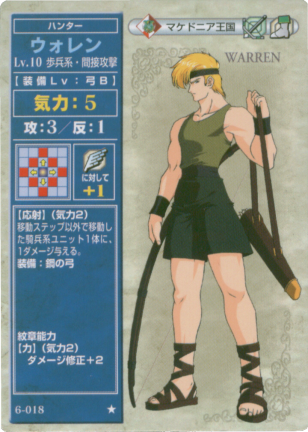 ハンター
ウォレン
Lv.10 歩兵系・間接攻撃
【装備Lv：弓B】
気力：5
攻：3／反：1
に対して
+1
【応射】（気力2）
移動ステップ以外で移動し
た騎兵系ユニット1体に、
1ダメージ与える。
装備：鋼の弓
紋章能力
【力】（気力2）
ダメージ修正+2
6-018
★
マケドニア王国
WARREN